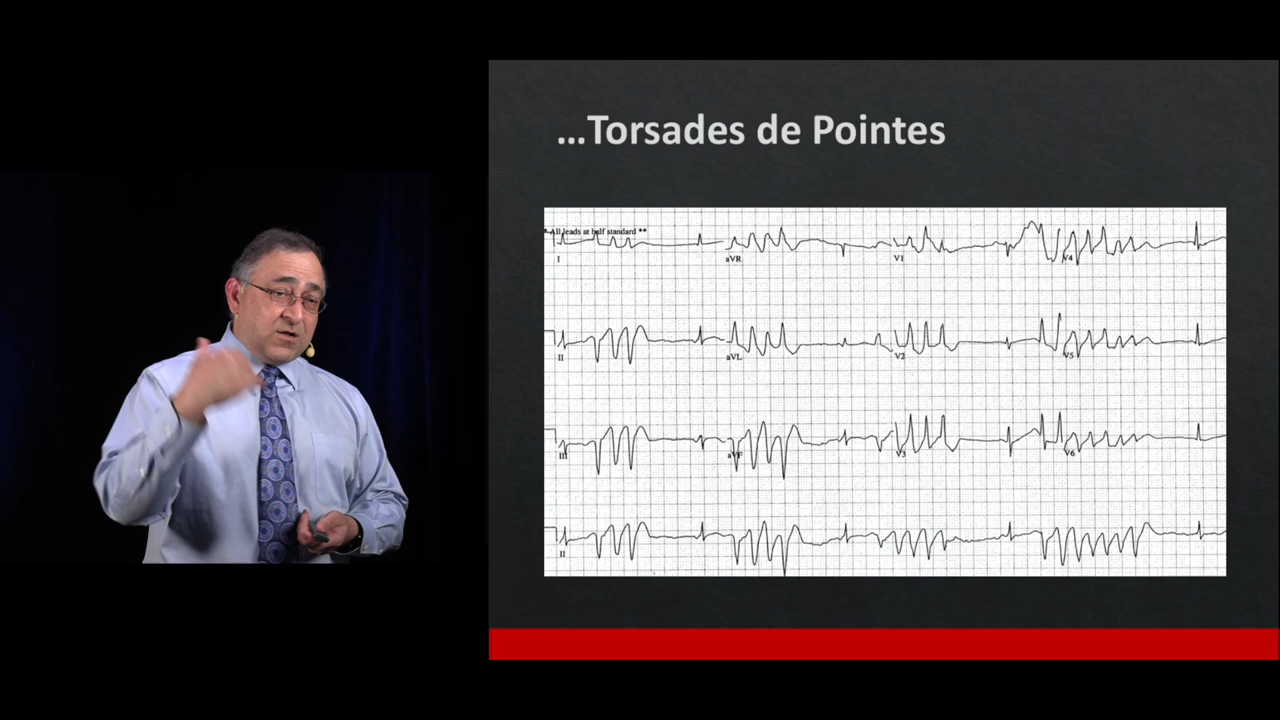 ...Torsades de Pointes
* All leads at half standard **
I aVR V1 V4
II aVL V2 V5
III aVF V3 V6
II